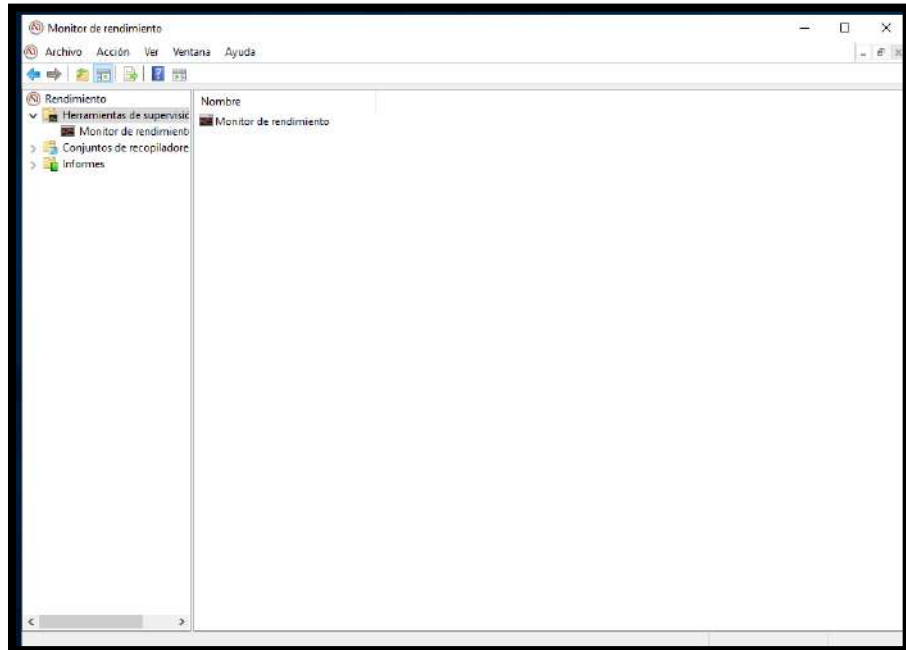 Monitor de rendimiento
Archivo Acción Ver Ventana Ayuda
Rendimiento
Herramientas de supervisic
Monitor de rendimient
Conjuntos de recopiladore
Informes
Nombre
Monitor de rendimiento